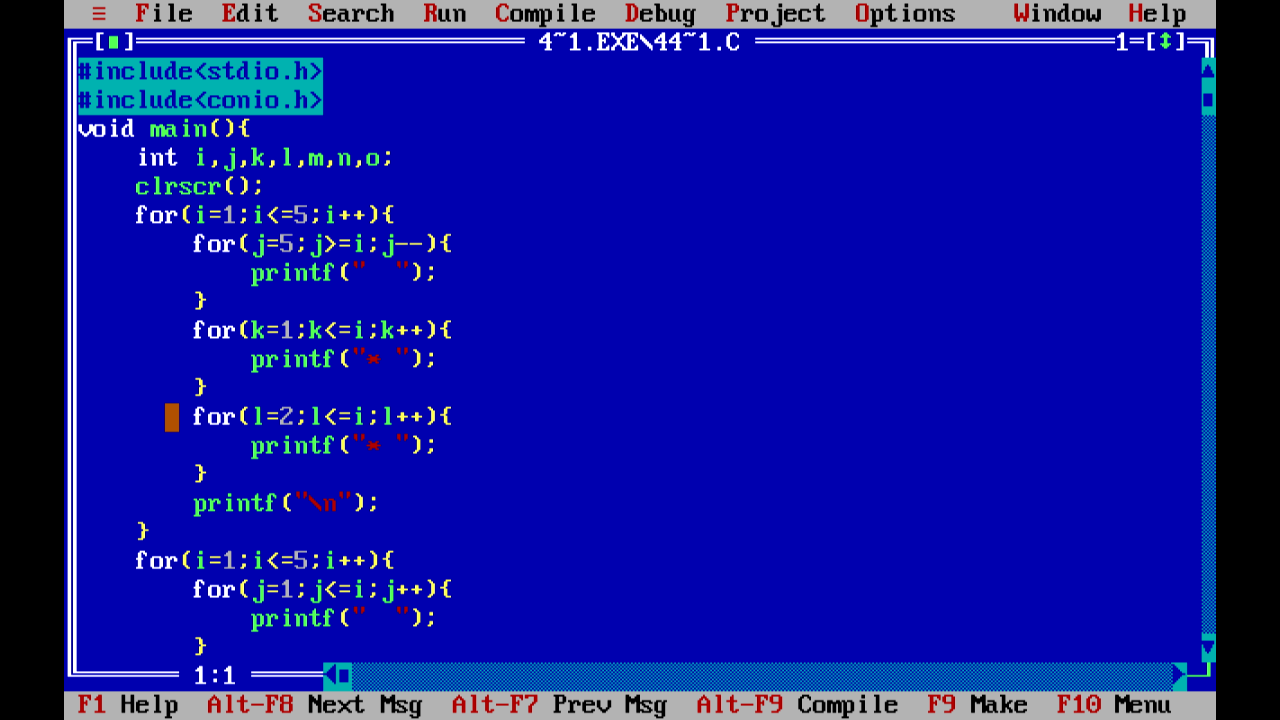 ≡ File Edit Search Run Compile Debug Project Options Window Help
[■] 4~1.EXE\44~1.C 1=[↕]
#include<stdio.h>
#include<conio.h>
void main(){
    int i,j,k,l,m,n,o;
    clrscr();
    for(i=1;i<=5;i++){
        for(j=5;j>=i;j--){
            printf("  ");
        }
        for(k=1;k<=i;k++){
            printf("* ");
        }
        for(l=2;l<=i;l++){
            printf("* ");
        }
        printf("\n");
    }
    for(i=1;i<=5;i++){
        for(j=1;j<=i;j++){
            printf("  ");
        }
1:1
F1 Help Alt-F8 Next Msg Alt-F7 Prev Msg Alt-F9 Compile F9 Make F10 Menu